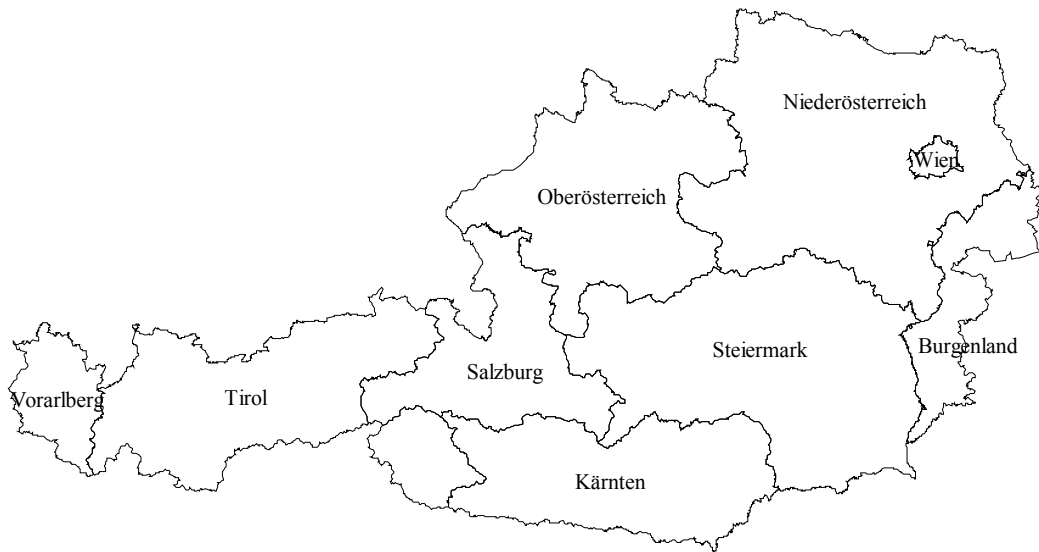 Niederösterreich
Wien
Oberösterreich
Steiermark
Burgenland
Salzburg
Vorarlberg
Tirol
Kärnten